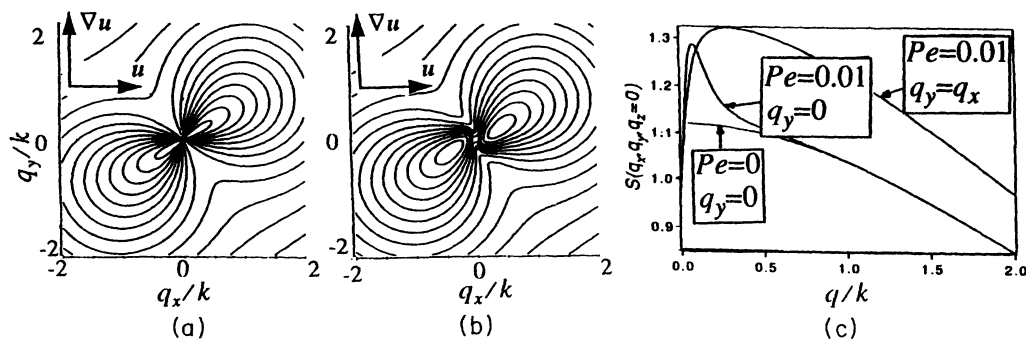 2
∇u
u
0
-2
q_y/k
-2
0
2
q_x/k
(a)
2
∇u
u
0
-2
-2
0
2
q_x/k
(b)
S(q_x,q_y,q_z=0)
1.3
1.2
1.1
1.0
0.9
Pe=0.01
q_y=0
Pe=0.01
q_y=q_x
Pe=0
q_y=0
0.0
0.5
1.0
1.5
2.0
q/k
(c)